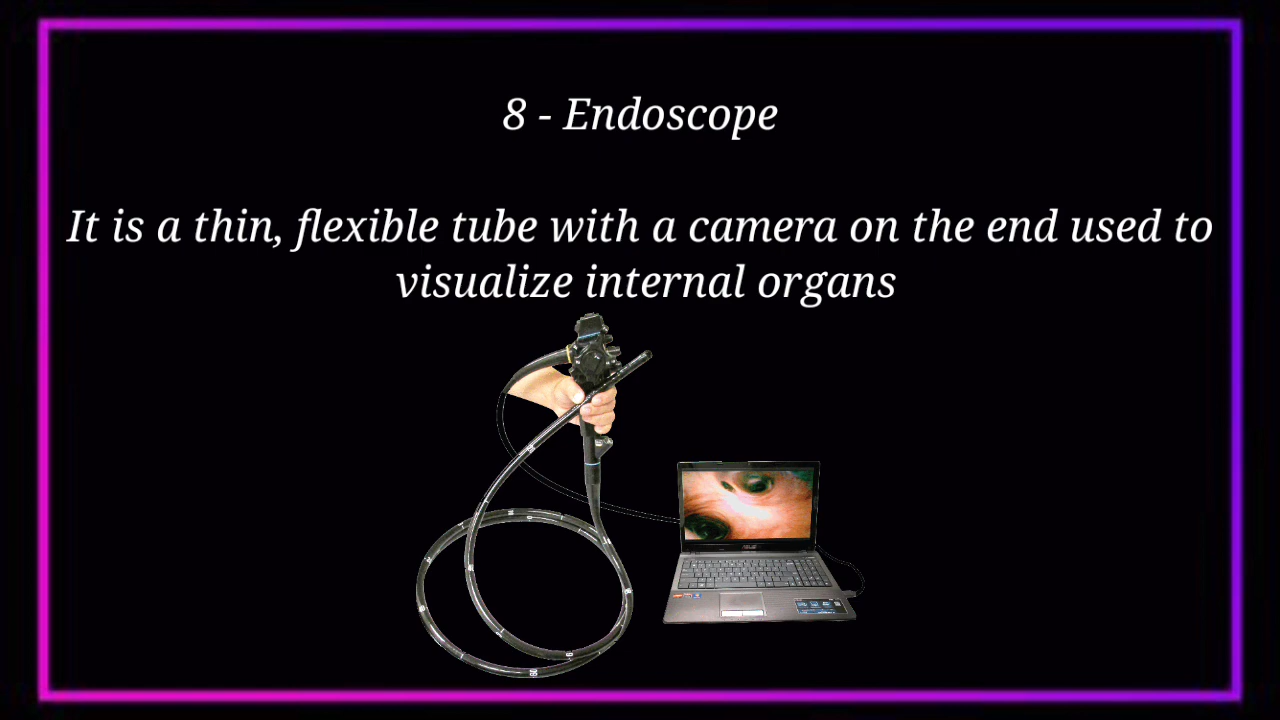 8 - Endoscope
It is a thin, flexible tube with a camera on the end used to
visualize internal organs